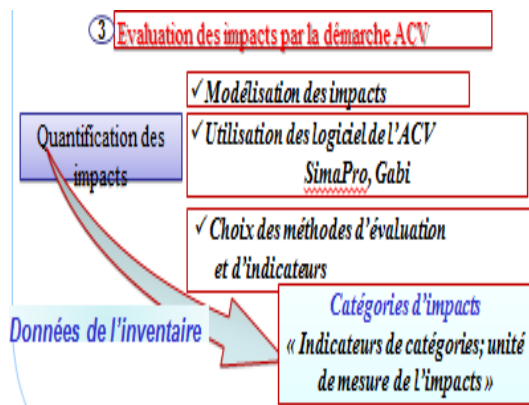 3 Evaluation des impacts par la démarche ACV
✓ Modélisation des impacts
Quantification des
impacts
✓ Utilisation des logiciel de l'ACV
SimaPro, Gabi
✓ Choix des méthodes d'évaluation
et d'indicateurs
Données de l'inventaire
Catégories d'impacts
« Indicateurs de catégories; unité
de mesure de l'impacts »